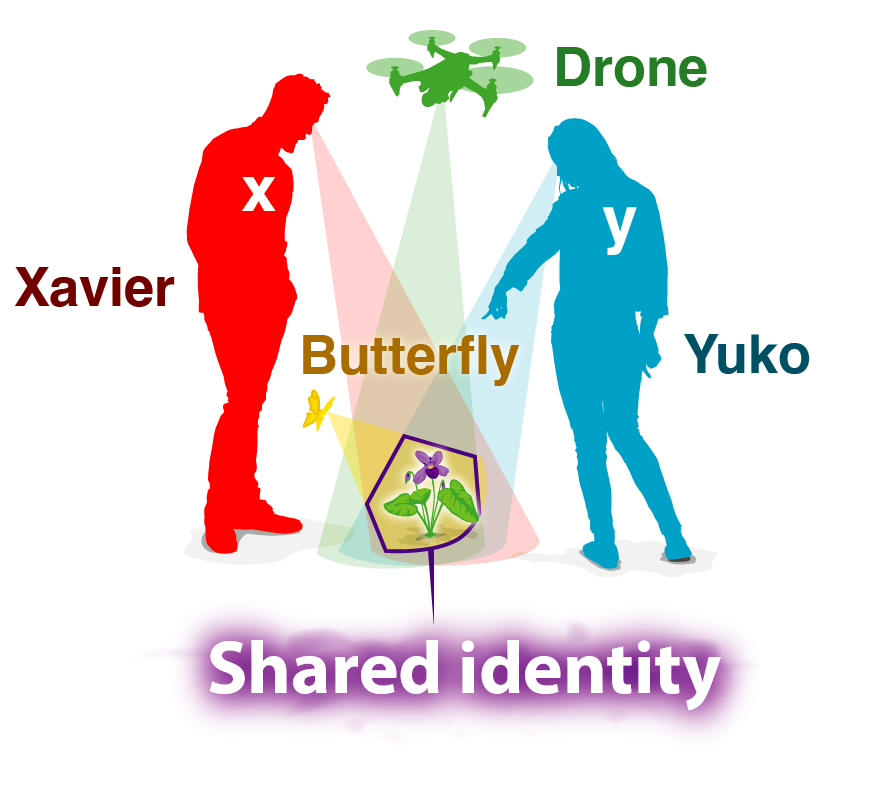 Drone
x
y
Xavier
Butterfly
Yuko
Shared identity